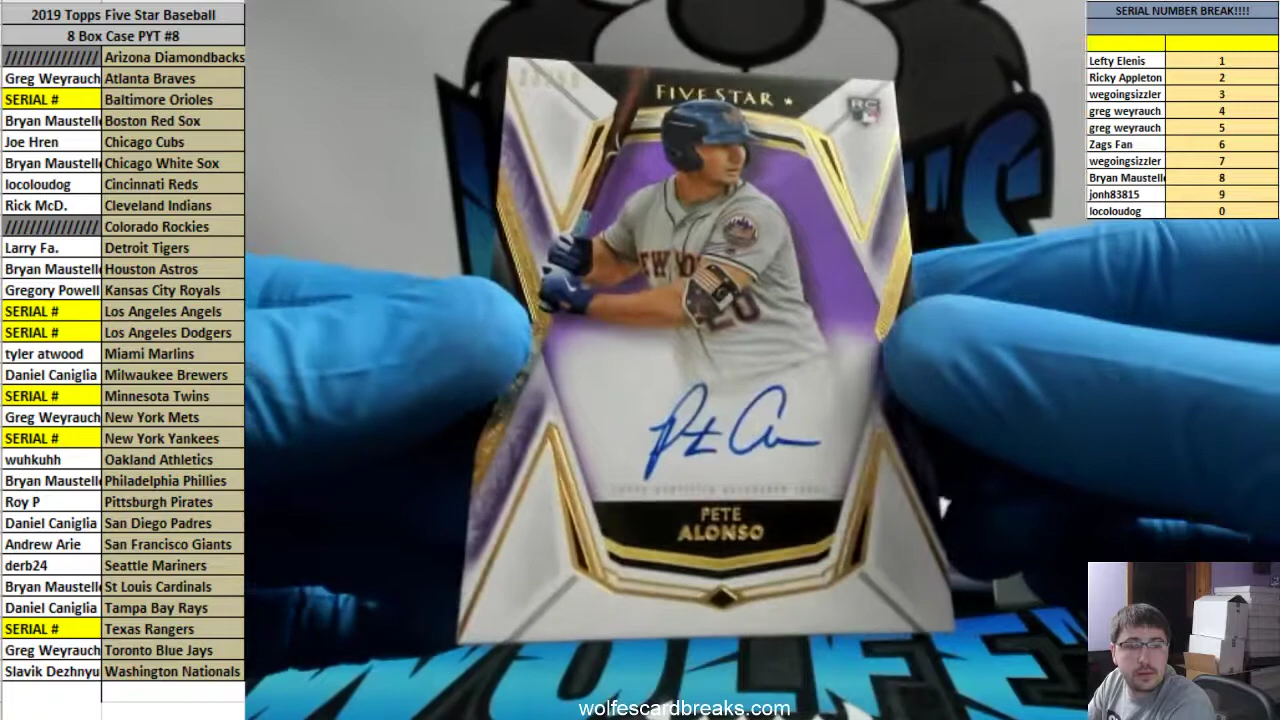 2019 Topps Five Star Baseball
8 Box Case PYT #8
/////////////// Arizona Diamondbacks
Greg Weyrauch Atlanta Braves
SERIAL # Baltimore Orioles
Bryan Maustelle Boston Red Sox
Joe Hren Chicago Cubs
Bryan Maustelle Chicago White Sox
locoloudog Cincinnati Reds
Rick McD. Cleveland Indians
/////////////// Colorado Rockies
Larry Fa. Detroit Tigers
Bryan Maustelle Houston Astros
Gregory Powell Kansas City Royals
SERIAL # Los Angeles Angels
SERIAL # Los Angeles Dodgers
tyler atwood Miami Marlins
Daniel Caniglia Milwaukee Brewers
SERIAL # Minnesota Twins
Greg Weyrauch New York Mets
SERIAL # New York Yankees
wuhkuhh Oakland Athletics
Bryan Maustelle Philadelphia Phillies
Roy P Pittsburgh Pirates
Daniel Caniglia San Diego Padres
Andrew Arie San Francisco Giants
derb24 Seattle Mariners
Bryan Maustelle St Louis Cardinals
Daniel Caniglia Tampa Bay Rays
SERIAL # Texas Rangers
Greg Weyrauch Toronto Blue Jays
Slavik Dezhnyu Washington Nationals
FIVE STAR
RC
20
PETE
ALONSO
WOLFE
wolfescardbreaks.com
SERIAL NUMBER BREAK!!!!
Lefty Elenis 1
Ricky Appleton 2
wegoingsizzler 3
greg weyrauch 4
greg weyrauch 5
Zags Fan 6
wegoingsizzler 7
Bryan Maustelle 8
jonh83815 9
locoloudog 0